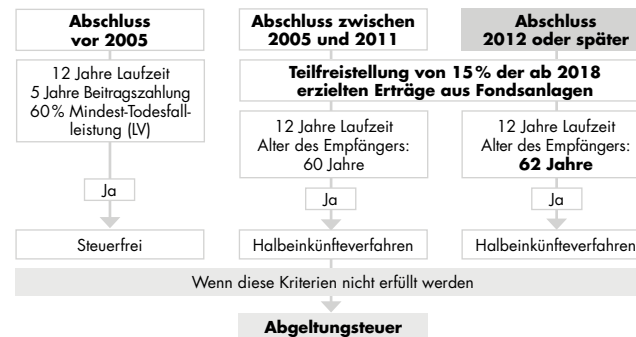 Abschluss
vor 2005
12 Jahre Laufzeit
5 Jahre Beitragszahlung
60% Mindest-Todesfall-
leistung (LV)
Ja
Steuerfrei
Abschluss zwischen
2005 und 2011
Abschluss
2012 oder später
Teilfreistellung von 15% der ab 2018
erzielten Erträge aus Fondsanlagen
12 Jahre Laufzeit
Alter des Empfängers:
60 Jahre
Ja
Halbeinkünfteverfahren
12 Jahre Laufzeit
Alter des Empfängers:
62 Jahre
Ja
Halbeinkünfteverfahren
Wenn diese Kriterien nicht erfüllt werden
Abgeltungsteuer